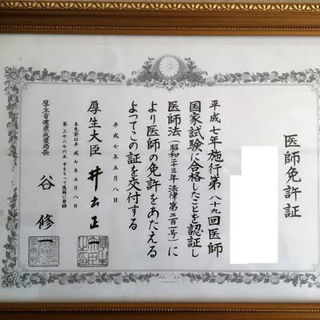 医師免許証
平成七年施行第八十九回医師
国家試験に合格したことを認証し
医師法(昭和二十三年法律第二百一号)に
より医師の免許をあたえる
よってこの証を交付する
平成七年五月八日
厚生大臣 井出正一
厚生省健康政策局長 谷修一